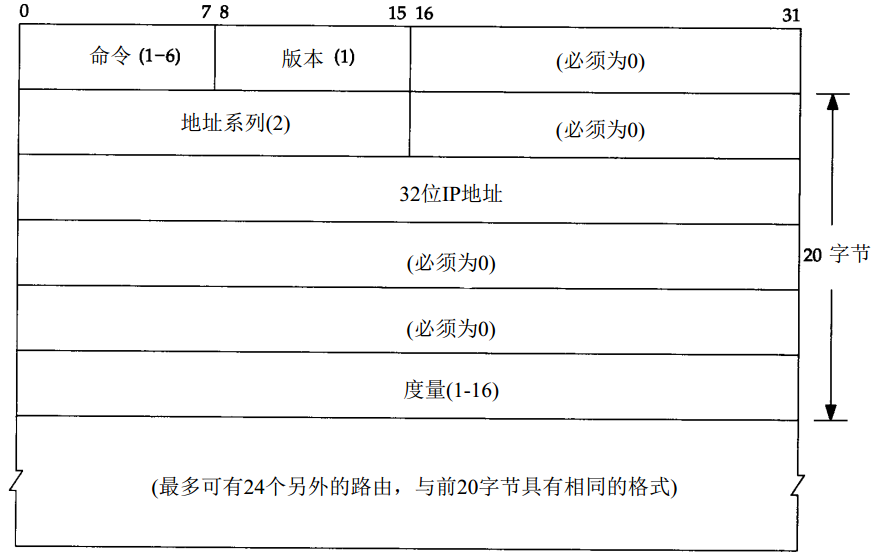 0 7 8 15 16 31
命令 (1-6) 版本 (1) (必须为0)
地址系列(2) (必须为0)
32位IP地址
(必须为0)
20 字节
(必须为0)
度量(1-16)
(最多可有24个另外的路由，与前20字节具有相同的格式)